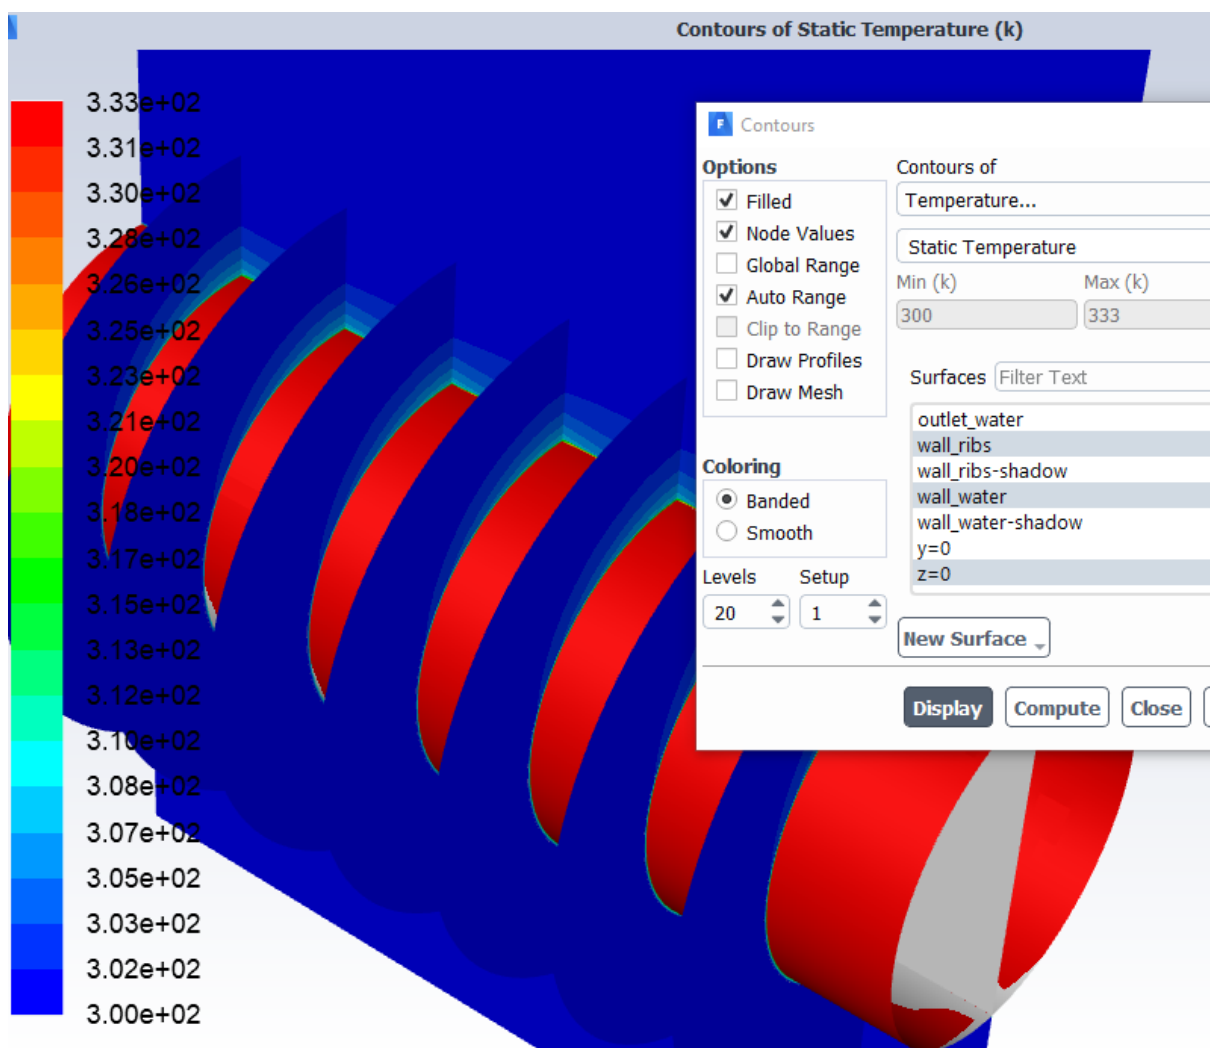 Contours of Static Temperature (k)
3.33e+02
3.31e+02
3.30e+02
3.28e+02
3.26e+02
3.25e+02
3.23e+02
3.21e+02
3.20e+02
3.18e+02
3.17e+02
3.15e+02
3.13e+02
3.12e+02
3.10e+02
3.08e+02
3.07e+02
3.05e+02
3.03e+02
3.02e+02
3.00e+02
F Contours
Options
Filled
Node Values
Global Range
Auto Range
Clip to Range
Draw Profiles
Draw Mesh
Coloring
Banded
Smooth
Levels Setup
20 1
Contours of
Temperature...
Static Temperature
Min (k) Max (k)
300 333
Surfaces Filter Text
outlet_water
wall_ribs
wall_ribs-shadow
wall_water
wall_water-shadow
y=0
z=0
New Surface
Display Compute Close